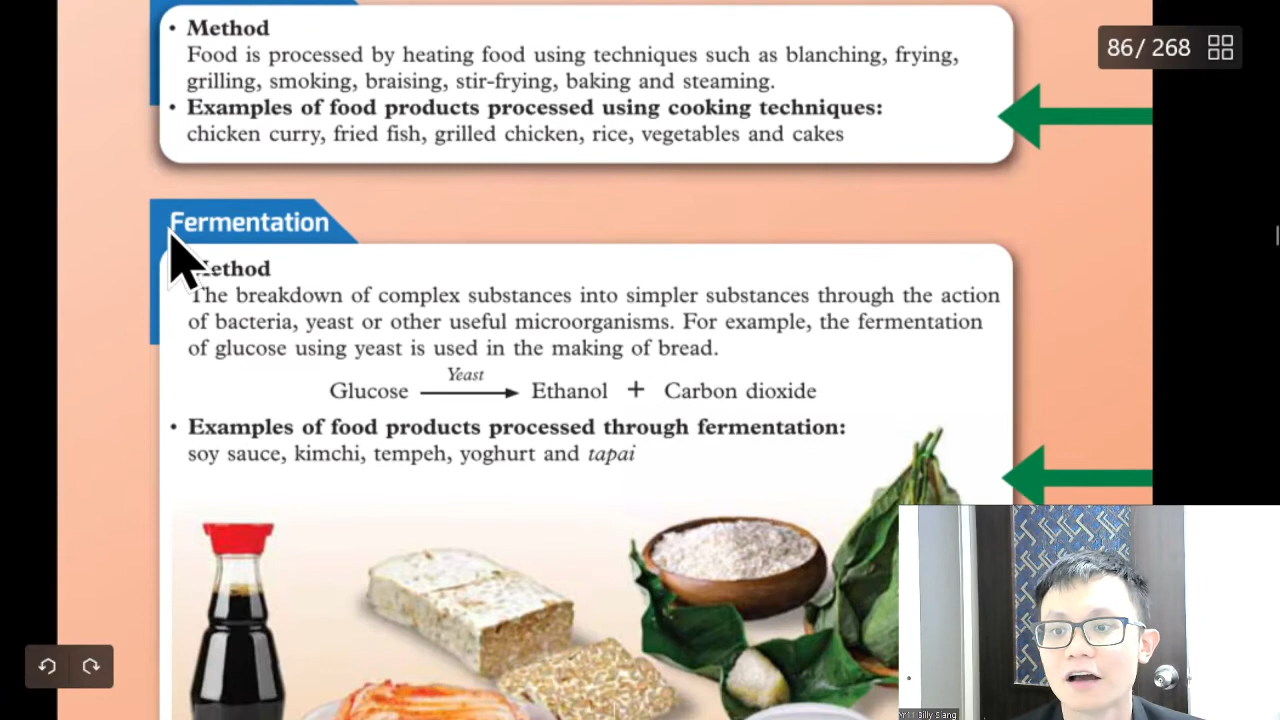 • Method
Food is processed by heating food using techniques such as blanching, frying,
grilling, smoking, braising, stir-frying, baking and steaming.
• Examples of food products processed using cooking techniques:
chicken curry, fried fish, grilled chicken, rice, vegetables and cakes
86/ 268
Fermentation
Method
The breakdown of complex substances into simpler substances through the action
of bacteria, yeast or other useful microorganisms. For example, the fermentation
of glucose using yeast is used in the making of bread.
Yeast
Glucose → Ethanol + Carbon dioxide
• Examples of food products processed through fermentation:
soy sauce, kimchi, tempeh, yoghurt and tapai
Billy Siang